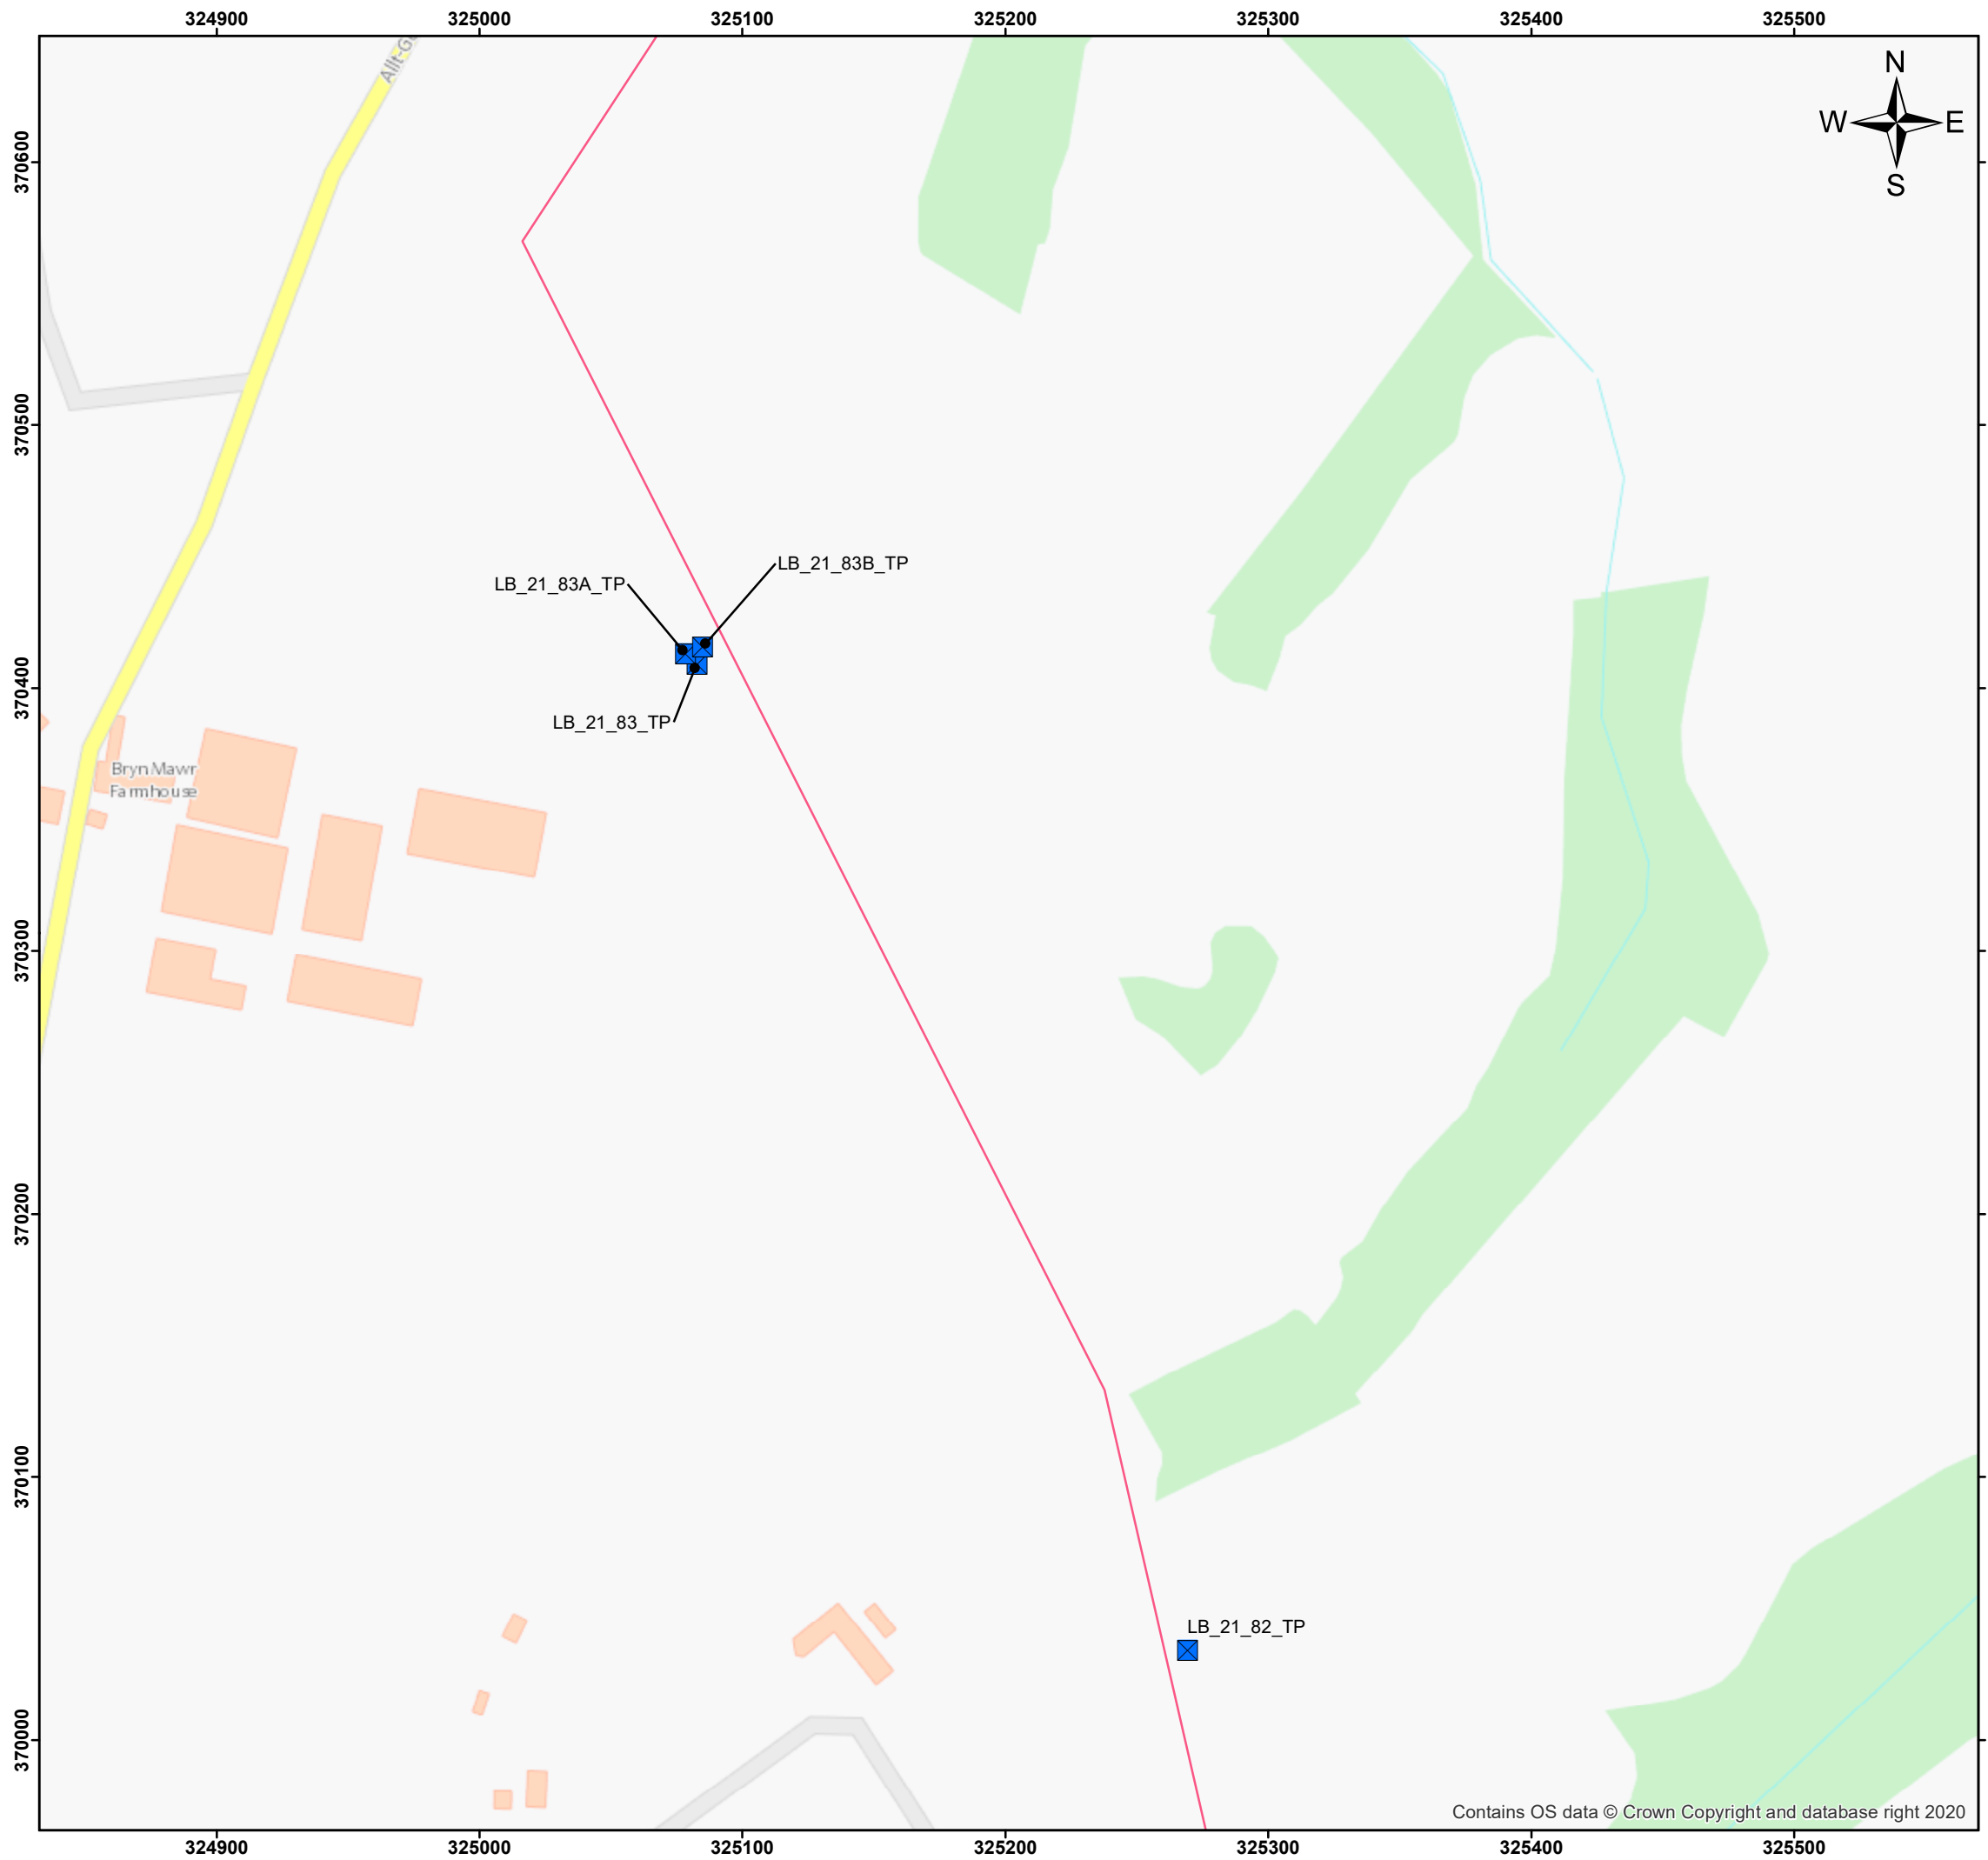 324900 325000 325100 325200 325300 325400 325500
N
W E
S
370600
370500
370400
370300
370200
370100
370000
LB_21_83B_TP
LB_21_83A_TP
LB_21_83_TP
Bryn Mawr
Farmhouse
LB_21_82_TP
Contains OS data © Crown Copyright and database right 2020
324900 325000 325100 325200 325300 325400 325500